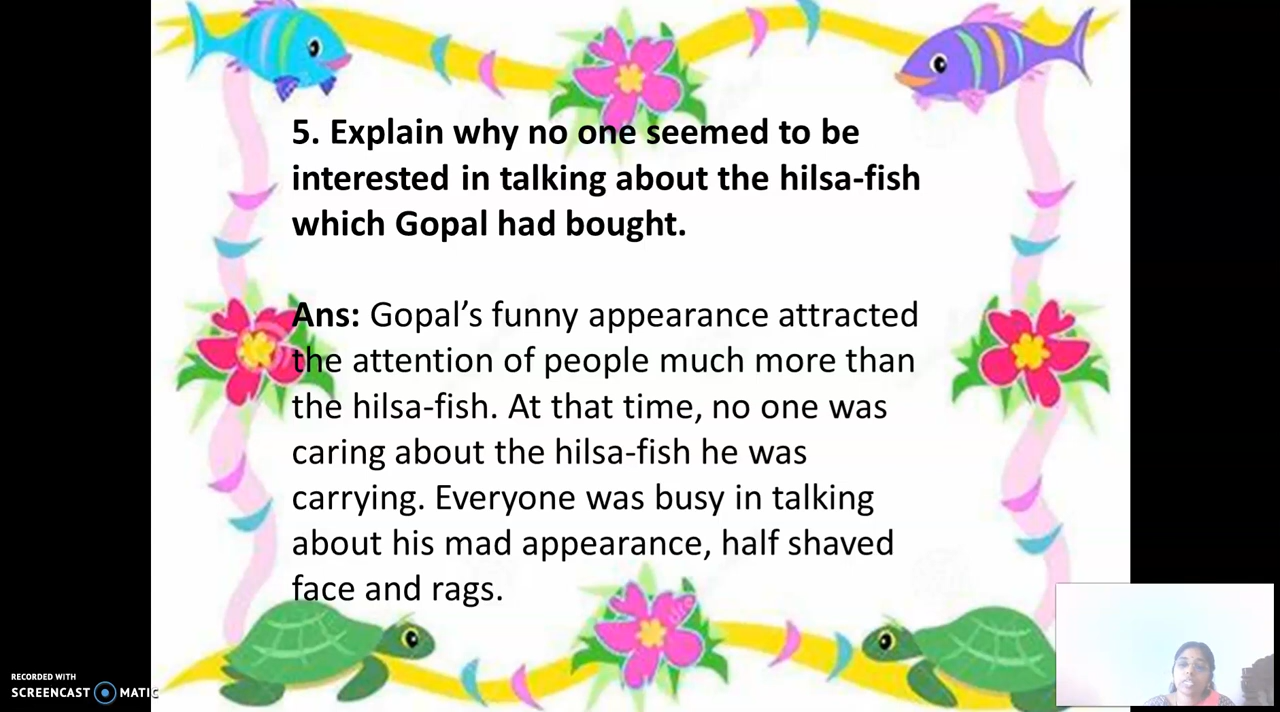 5. Explain why no one seemed to be
interested in talking about the hilsa-fish
which Gopal had bought.
Ans: Gopal’s funny appearance attracted
the attention of people much more than
the hilsa-fish. At that time, no one was
caring about the hilsa-fish he was
carrying. Everyone was busy in talking
about his mad appearance, half shaved
face and rags.
RECORDED WITH
SCREENCAST MATIC